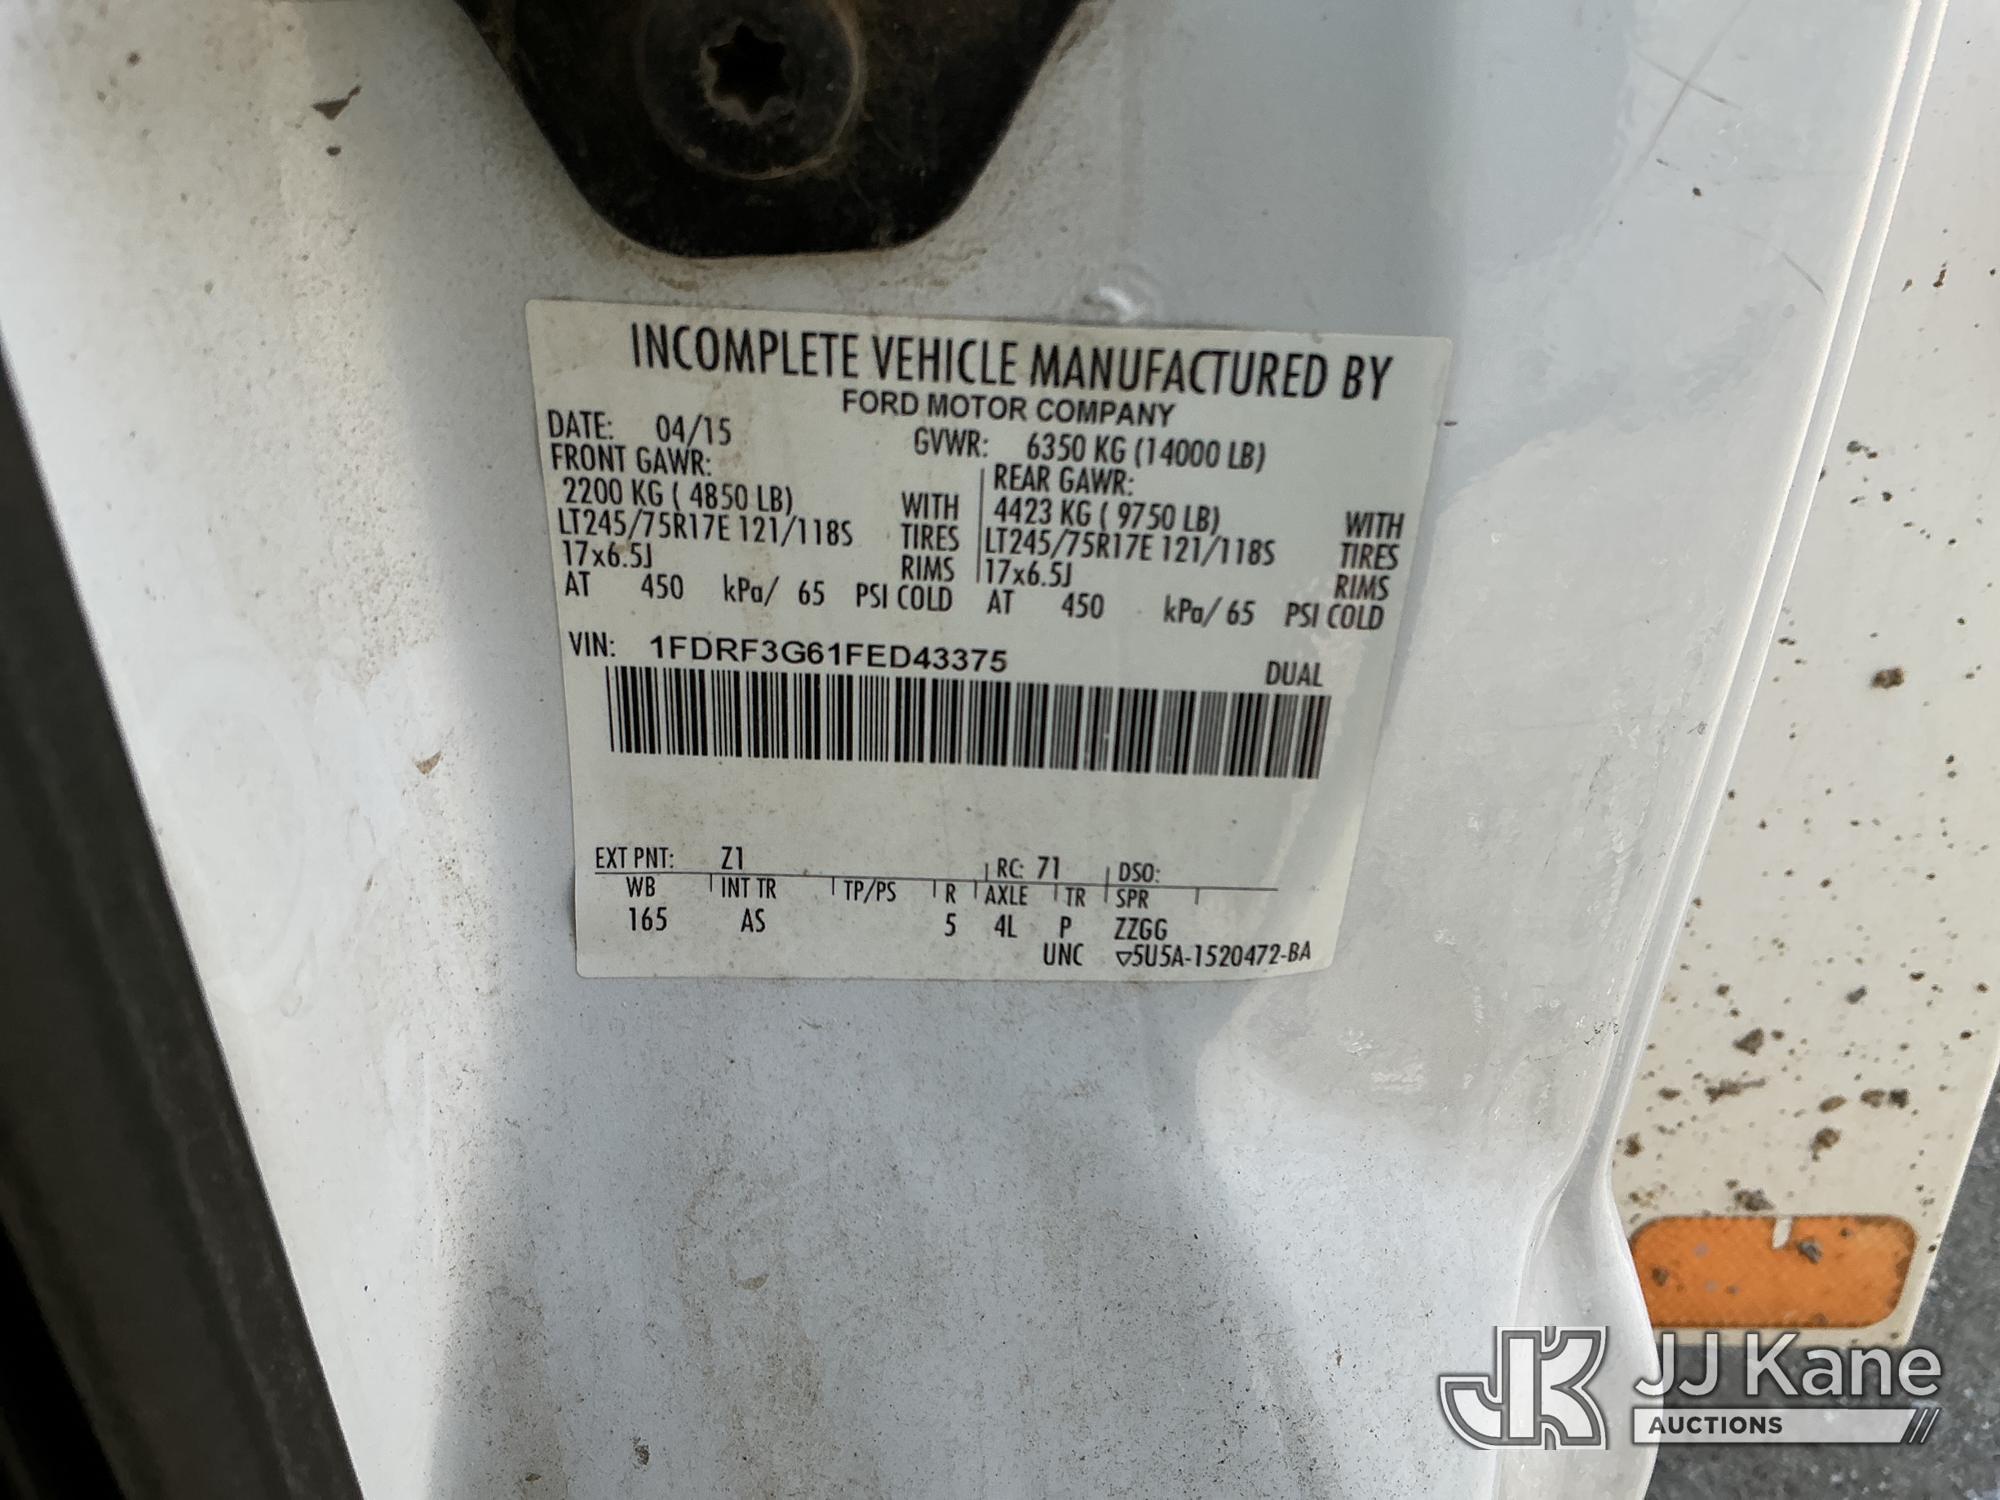 INCOMPLETE VEHICLE MANUFACTURED BY
FORD MOTOR COMPANY
DATE: 04/15 GVWR: 6350 KG (14000 LB)
FRONT GAWR: REAR GAWR:
2200 KG ( 4850 LB) WITH 4423 KG ( 9750 LB) WITH
LT245/75R17E 121/118S TIRES LT245/75R17E 121/118S TIRES
17x6.5J RIMS 17x6.5J RIMS
AT 450 kPa/ 65 PSI COLD AT 450 kPa/ 65 PSI COLD
VIN: 1FDRF3G61FED43375 DUAL
EXT PNT: Z1 RC: 71 DSO:
WB INT TR TP/PS R AXLE TR SPR
165 AS 5 4L P ZZGG
UNC ▽5U5A-1520472-BA
JK JJ Kane
AUCTIONS